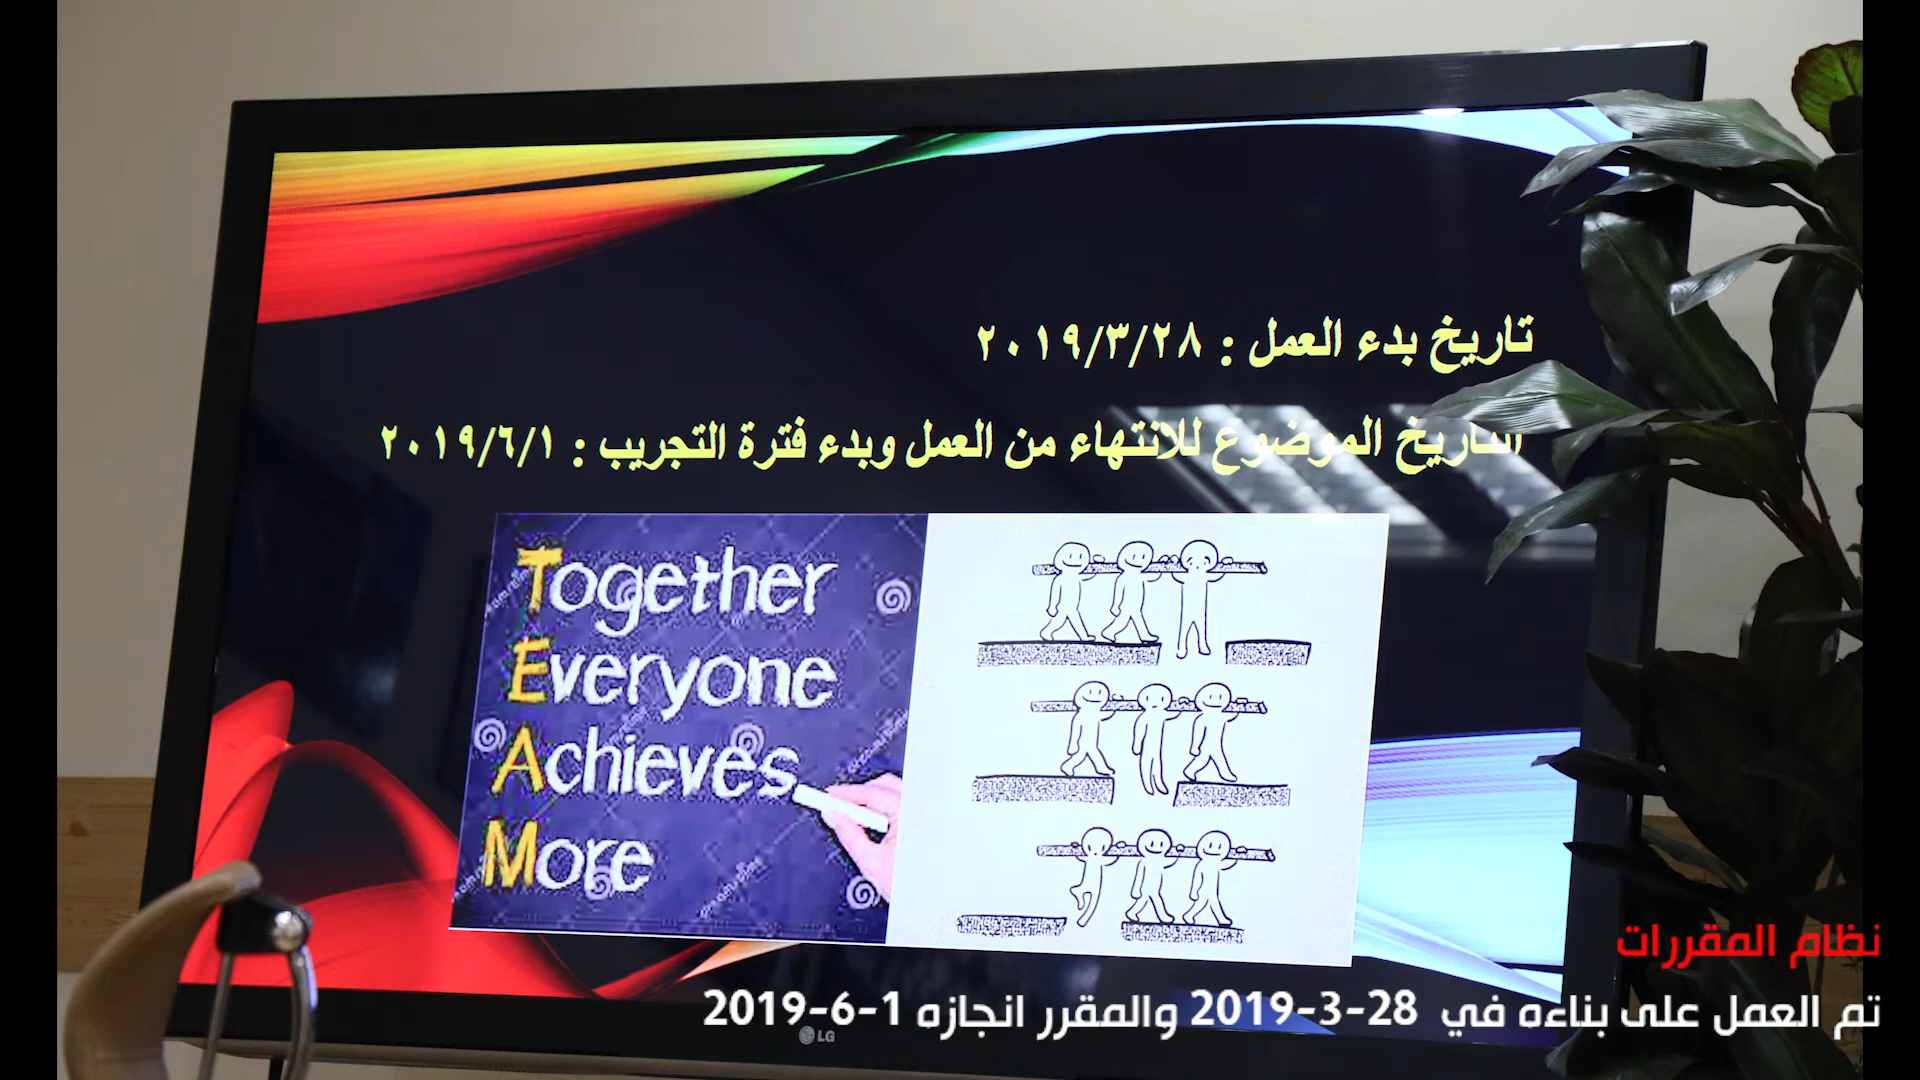 تاريخ بدء العمل : ٢٠١٩/٣/٢٨
التاريخ الموضوع للانتهاء من العمل وبدء فترة التجريب : ٢٠١٩/٦/١
Together
Everyone
Achieves
More
LG
نظام المقررات
تم العمل على بناءه في 28-3-2019 والمقرر انجازه 1-6-2019